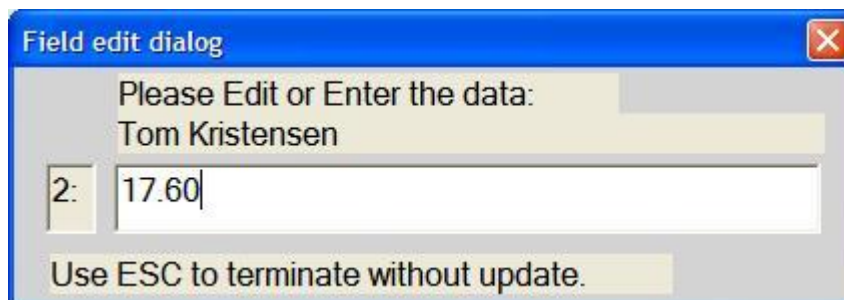 Field edit dialog
Please Edit or Enter the data:
Tom Kristensen
2: 17.60
Use ESC to terminate without update.